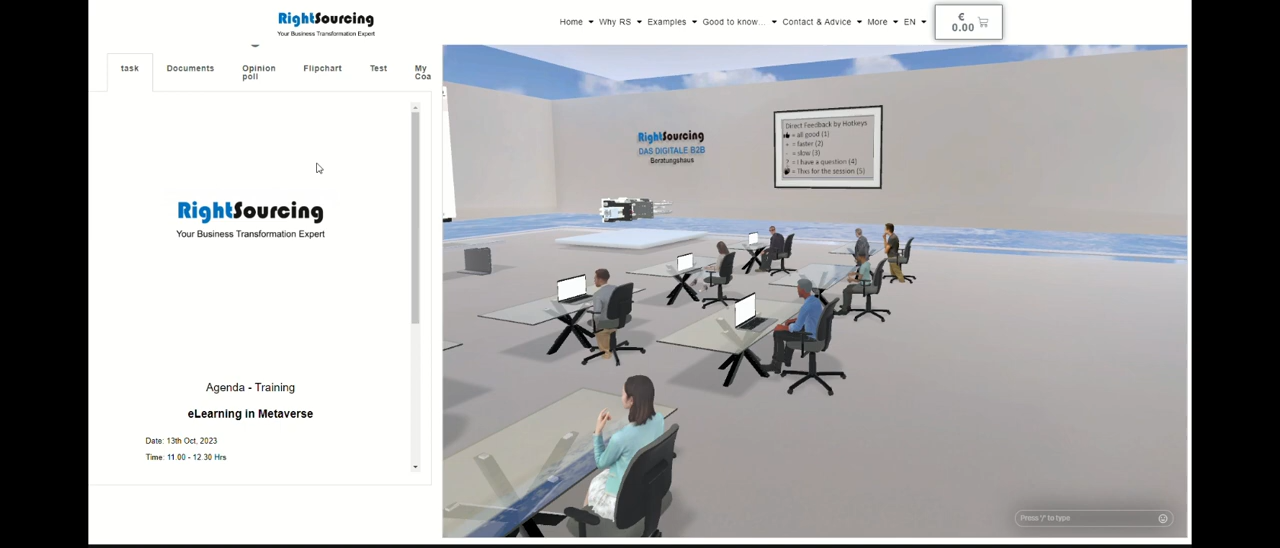 RightSourcing
Your Business Transformation Expert
Home Why RS Examples Good to know... Contact & Advice More EN
€
0.00
task Documents Opinion poll Flipchart Test My Coa
RightSourcing
Your Business Transformation Expert
Agenda - Training
eLearning in Metaverse
Date: 13th Oct, 2023
Time: 11.00 - 12.30 Hrs
RightSourcing
DAS DIGITALE B2B
Beratungshaus
Direct Feedback by Hotkeys
= all good (1)
+ = faster (2)
- = slow (3)
? = I have a question (4)
= Thx for the session (5)
Press "/" to type